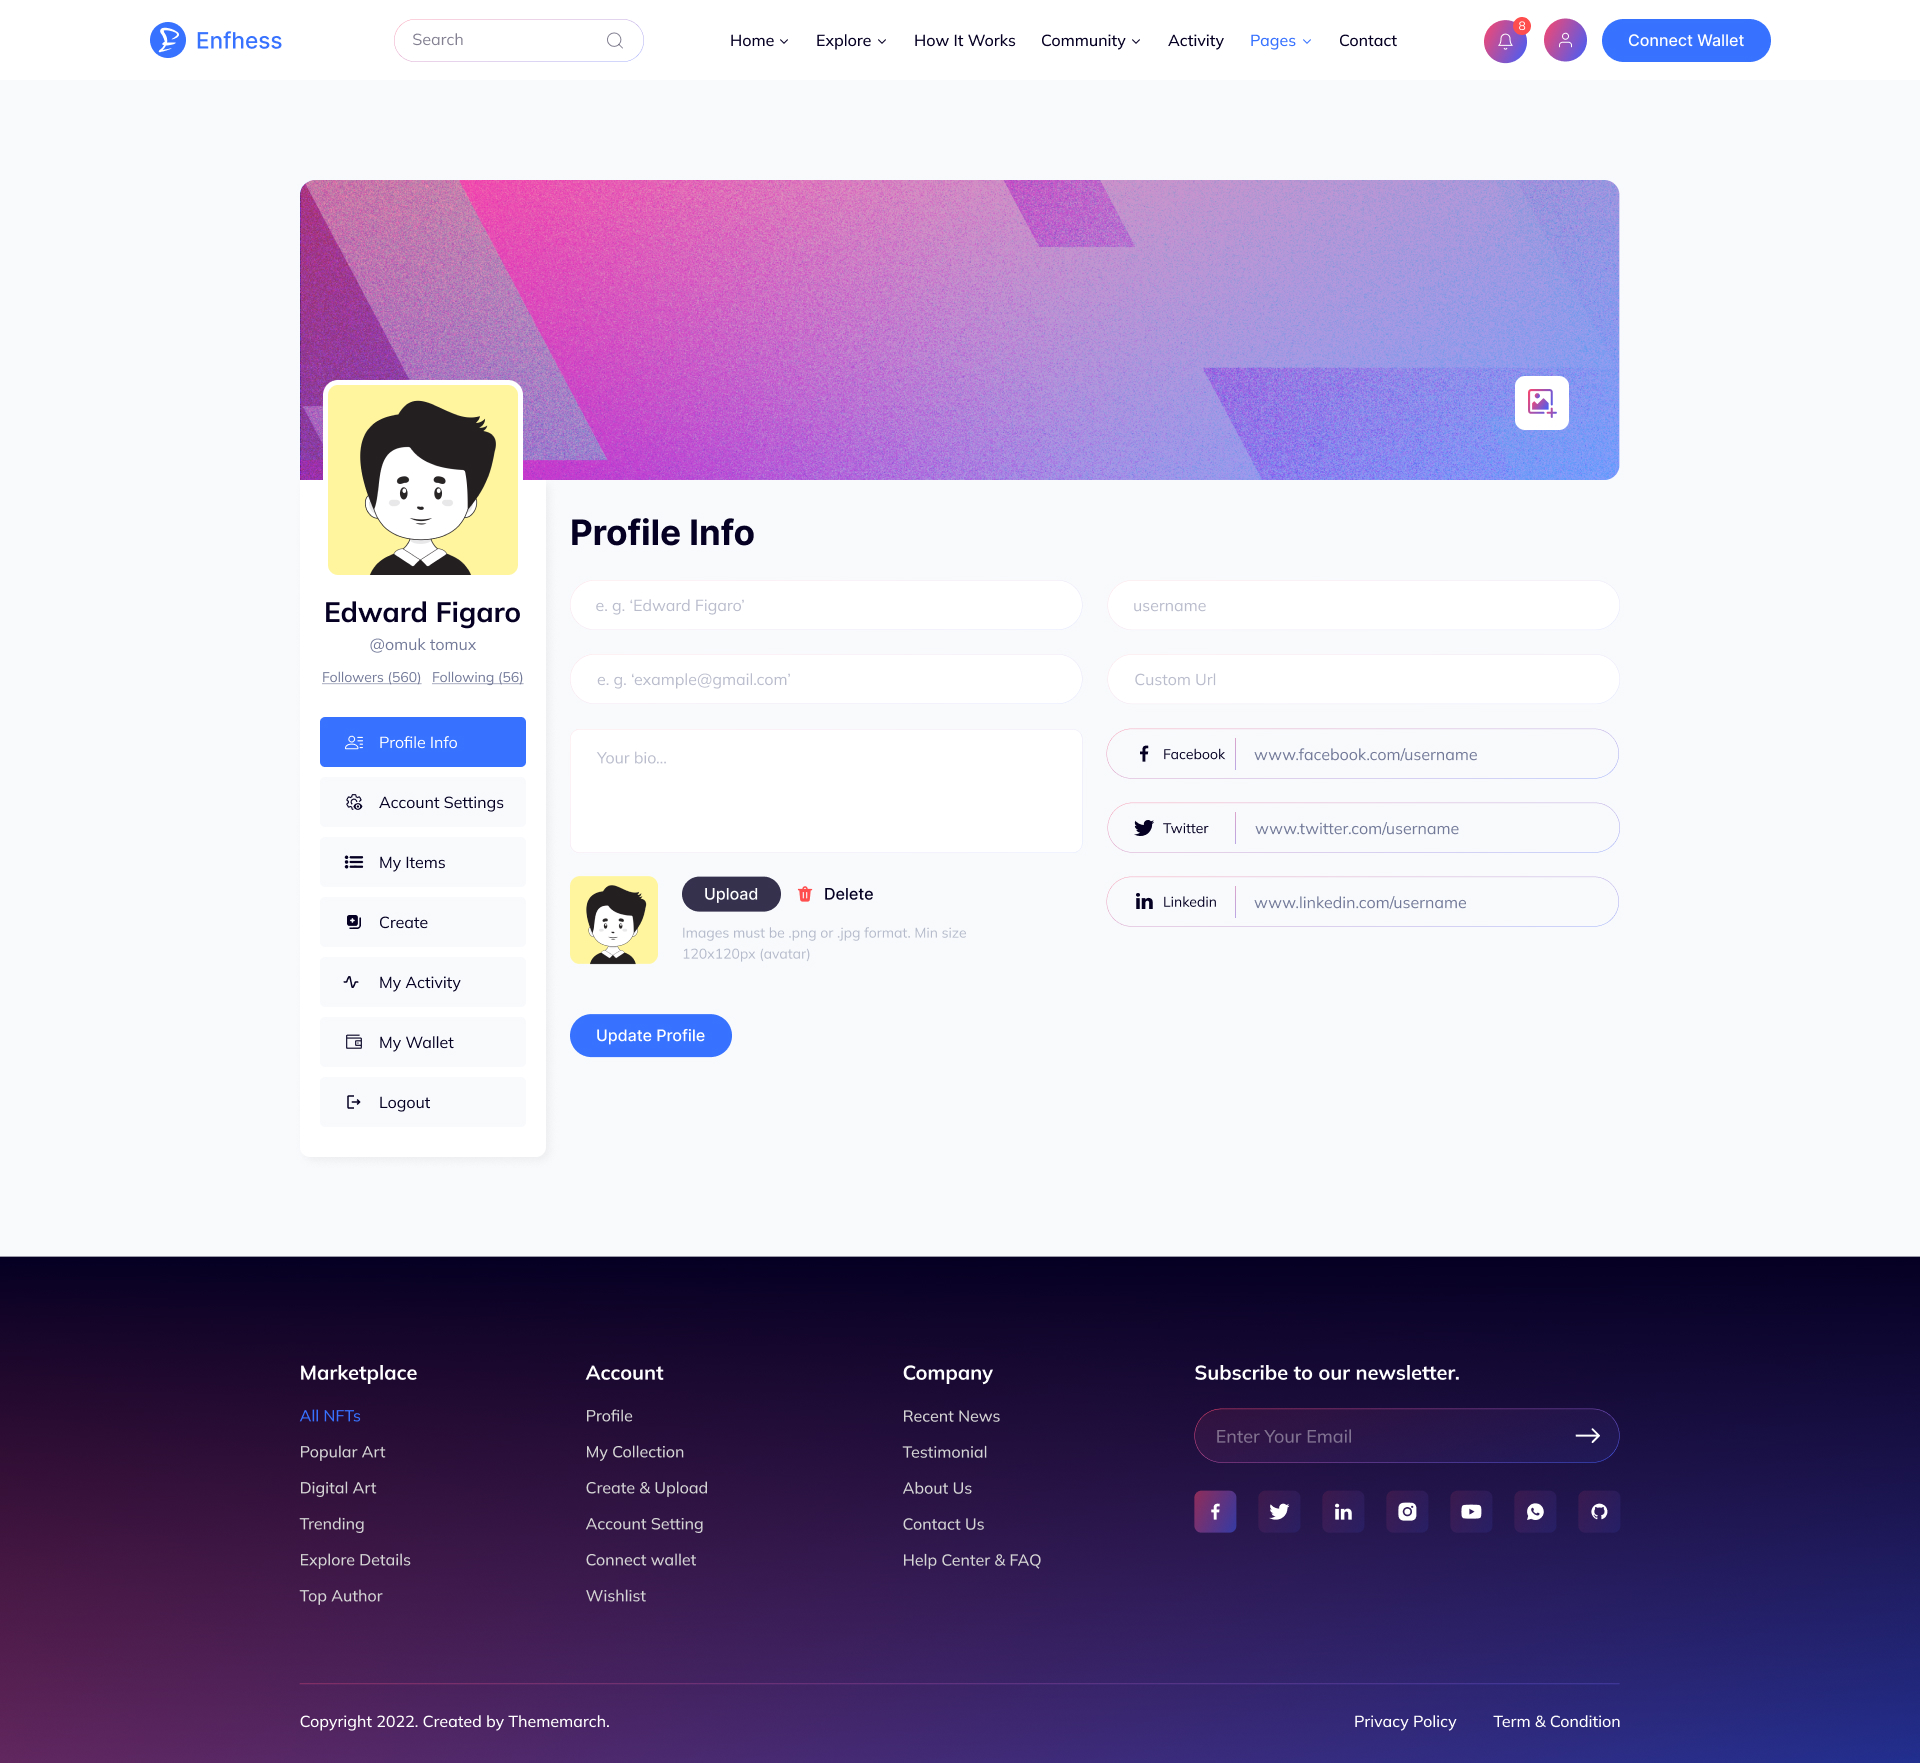 Enfhess
Search
Home
Explore
How It Works
Community
Activity
Pages
Contact
8
Connect Wallet
Edward Figaro
@omuk tomux
Followers (560) Following (56)
Profile Info
Account Settings
My Items
Create
My Activity
My Wallet
Logout
Profile Info
e. g. ‘Edward Figaro’
username
e. g. ‘example@gmail.com’
Custom Url
Your bio...
Facebook www.facebook.com/username
Twitter www.twitter.com/username
Linkedin www.linkedin.com/username
Upload
Delete
Images must be .png or .jpg format. Min size
120x120px (avatar)
Update Profile
Marketplace
All NFTs
Popular Art
Digital Art
Trending
Explore Details
Top Author
Account
Profile
My Collection
Create & Upload
Account Setting
Connect wallet
Wishlist
Company
Recent News
Testimonial
About Us
Contact Us
Help Center & FAQ
Subscribe to our newsletter.
Enter Your Email
Copyright 2022. Created by Thememarch.
Privacy Policy
Term & Condition